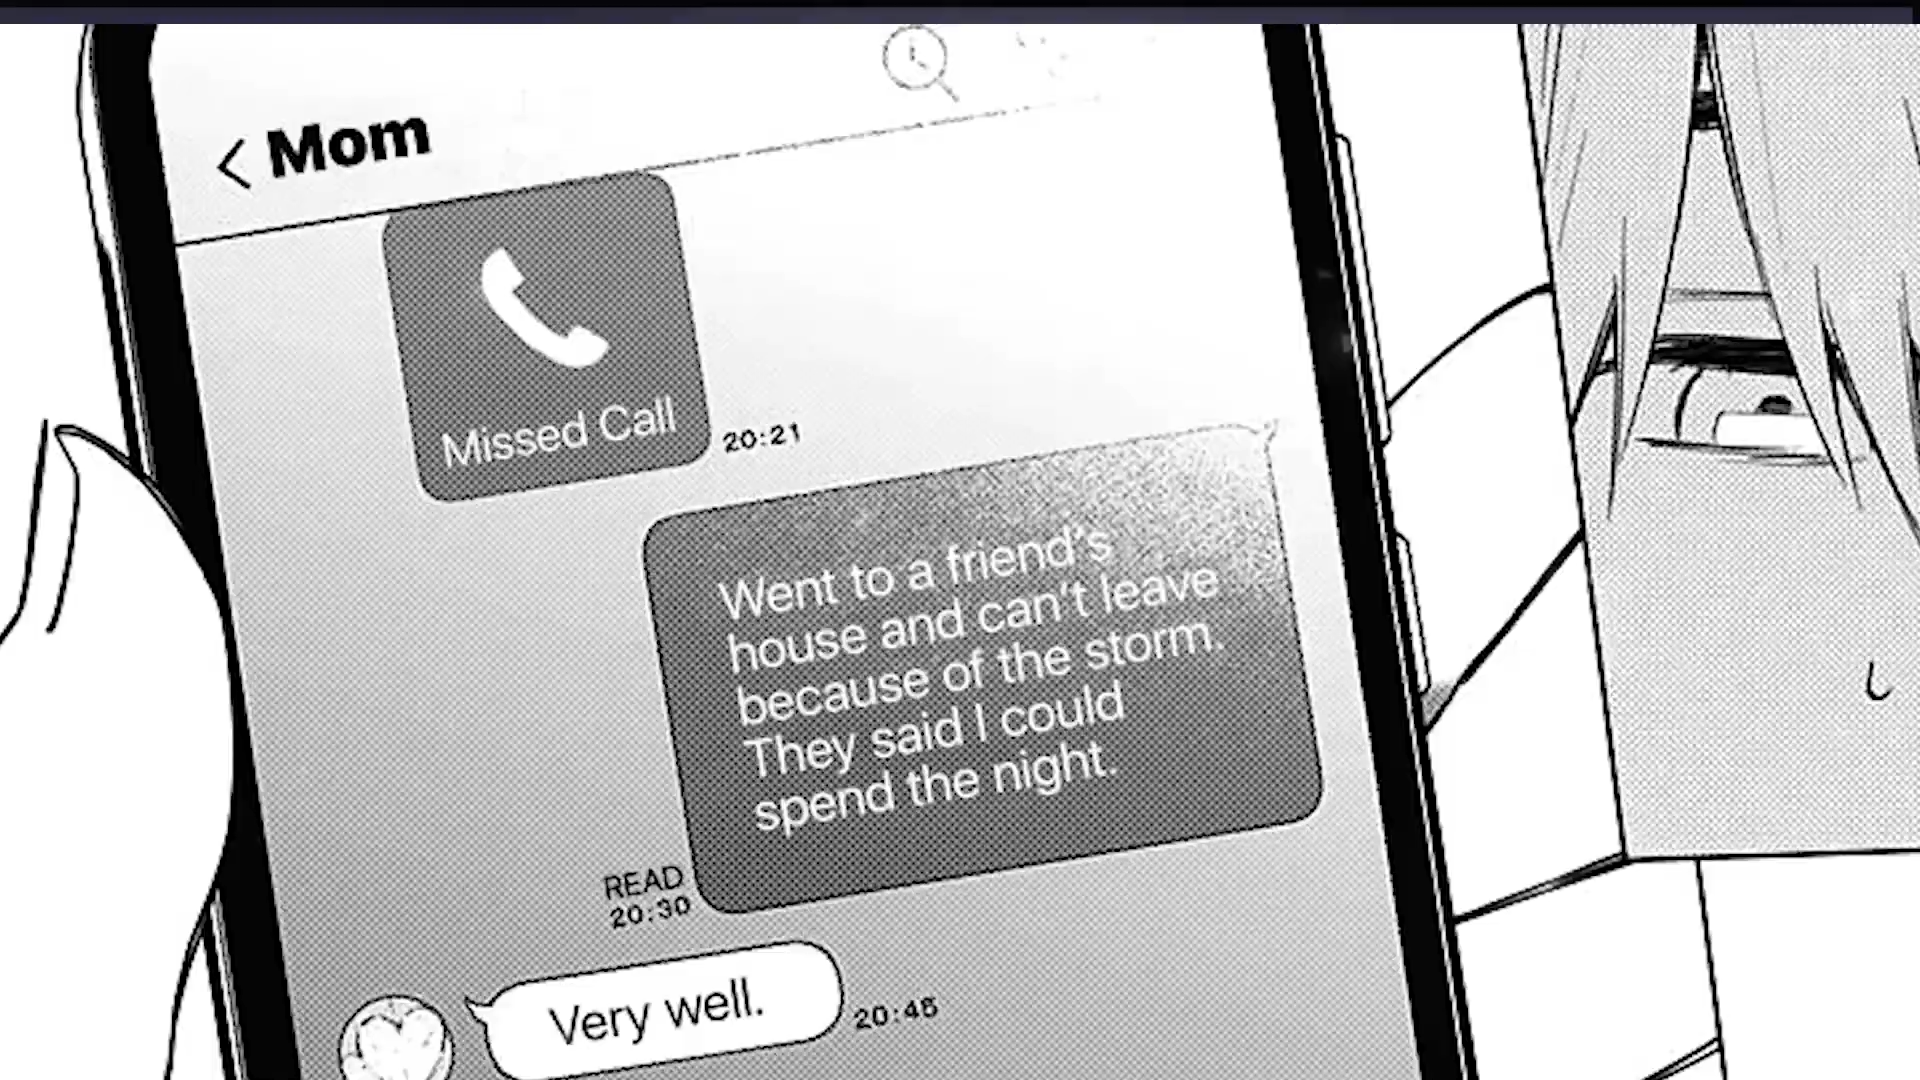 < Mom
Missed Call
20:21
Went to a friend's
house and can't leave
because of the storm.
They said I could
spend the night.
READ
20:30
Very well.
20:45